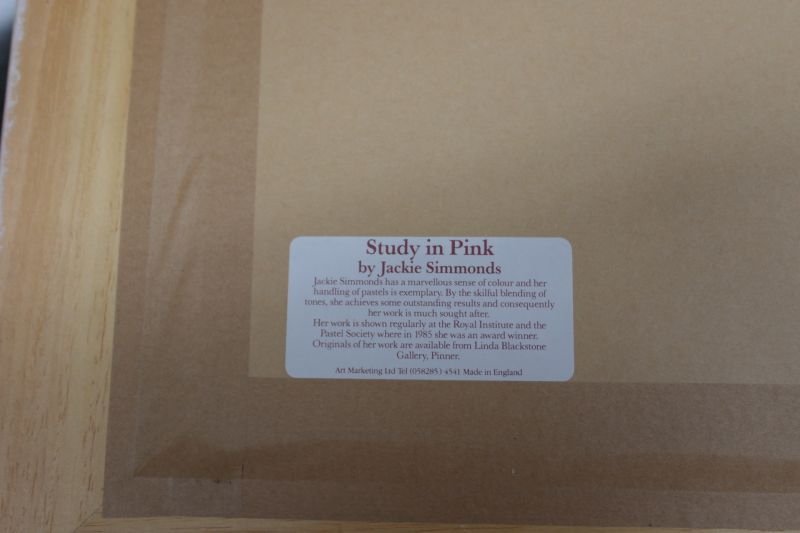 Study in Pink
by Jackie Simmonds
Jackie Simmonds has a marvellous sense of colour and her
handling of pastels is exemplary. By the skilful blending of
tones, she achieves some outstanding results and consequently
her work is much sought after.
Her work is shown regularly at the Royal Institute and the
Pastel Society where in 1985 she was an award winner.
Originals of her work are available from Linda Blackstone
Gallery, Pinner.
Art Marketing Ltd Tel (058285) 4541 Made in England